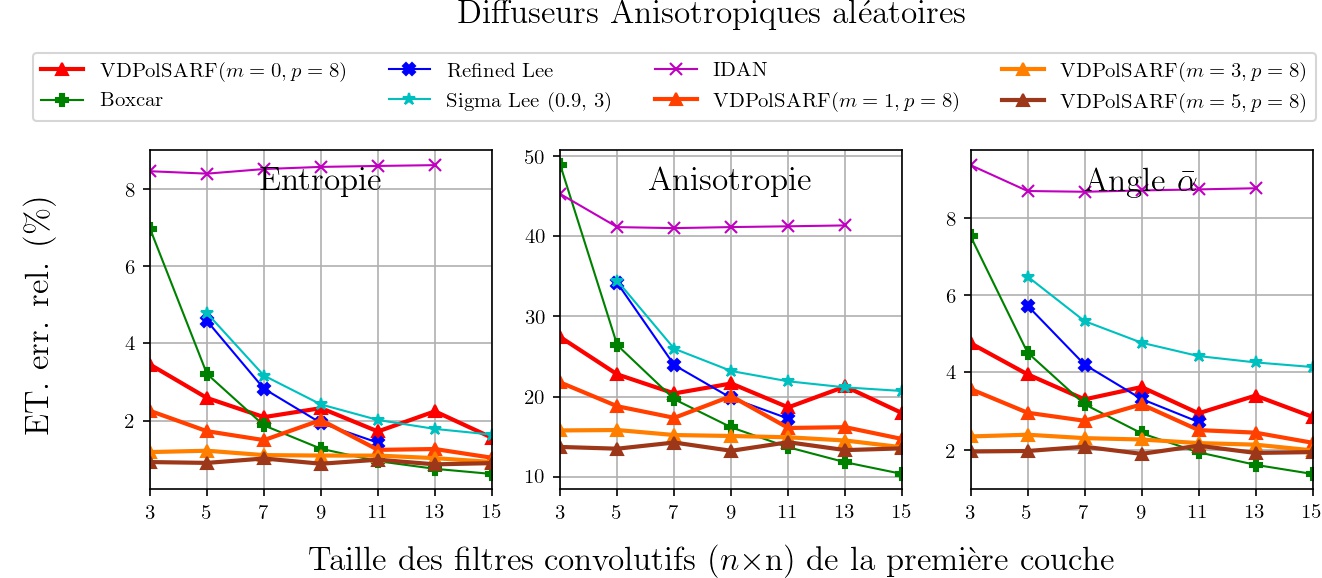 Diffuseurs Anisotropiques aléatoires
VDPolSARF(m = 0, p = 8) Refined Lee IDAN VDPolSARF(m = 3, p = 8)
Boxcar Sigma Lee (0.9, 3) VDPolSARF(m = 1, p = 8) VDPolSARF(m = 5, p = 8)
ET. err. rel. (%)
Entropie
8
6
4
2
3 5 7 9 11 13 15
Anisotropie
50
40
30
20
10
3 5 7 9 11 13 15
Angle ᾱ
8
6
4
2
3 5 7 9 11 13 15
Taille des filtres convolutifs (n×n) de la première couche